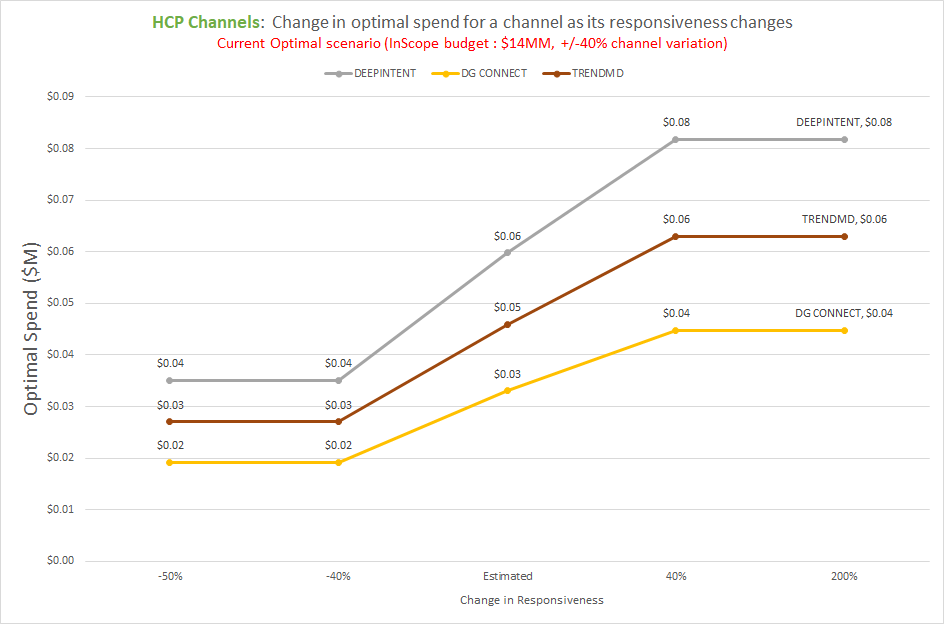 HCP Channels: Change in optimal spend for a channel as its responsiveness changes
Current Optimal scenario (InScope budget : $14MM, +/-40% channel variation)
DEEPINTENT DG CONNECT TRENDMD
$0.09
$0.08
$0.07
$0.06
$0.05
$0.04
$0.03
$0.02
$0.01
$0.00
Optimal Spend ($M)
$0.04 $0.04 $0.06 $0.08 DEEPINTENT, $0.08
$0.03 $0.03 $0.05 $0.06 TRENDMD, $0.06
$0.02 $0.02 $0.03 $0.04 DG CONNECT, $0.04
-50% -40% Estimated 40% 200%
Change in Responsiveness